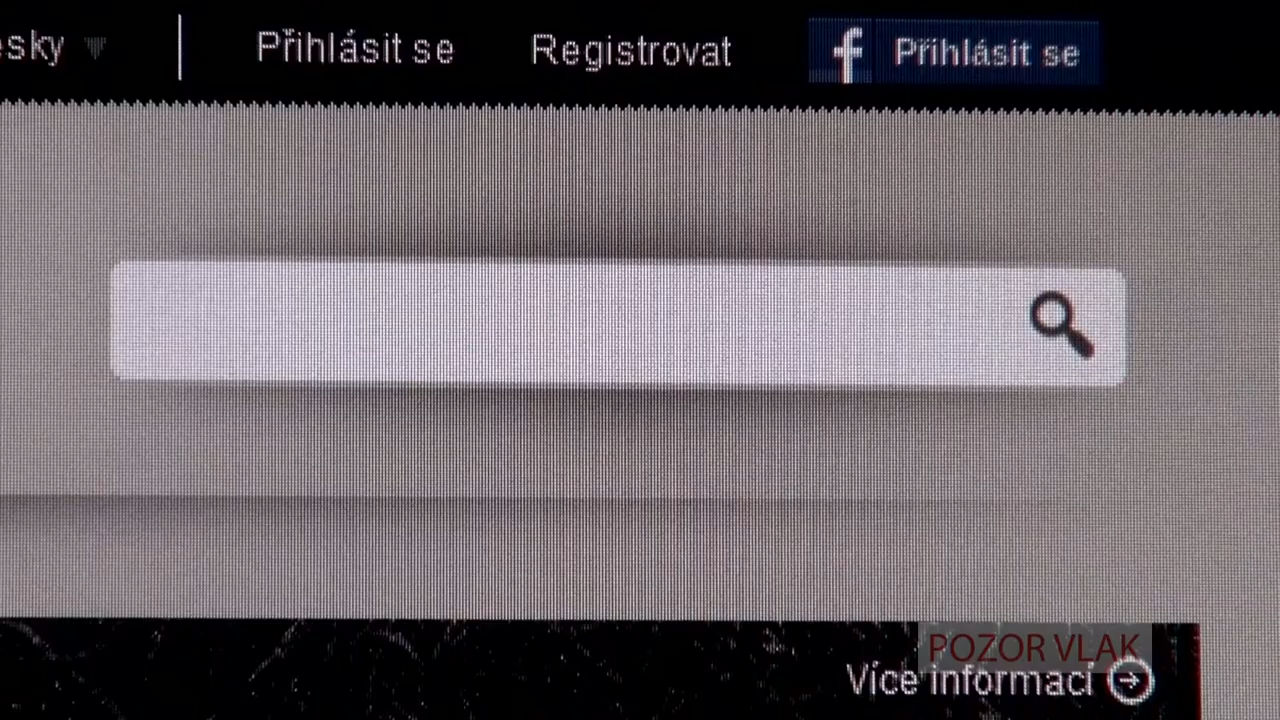 esky
Přihlásit se
Registrovat
f Přihlásit se
POZOR VLAK
Více informací